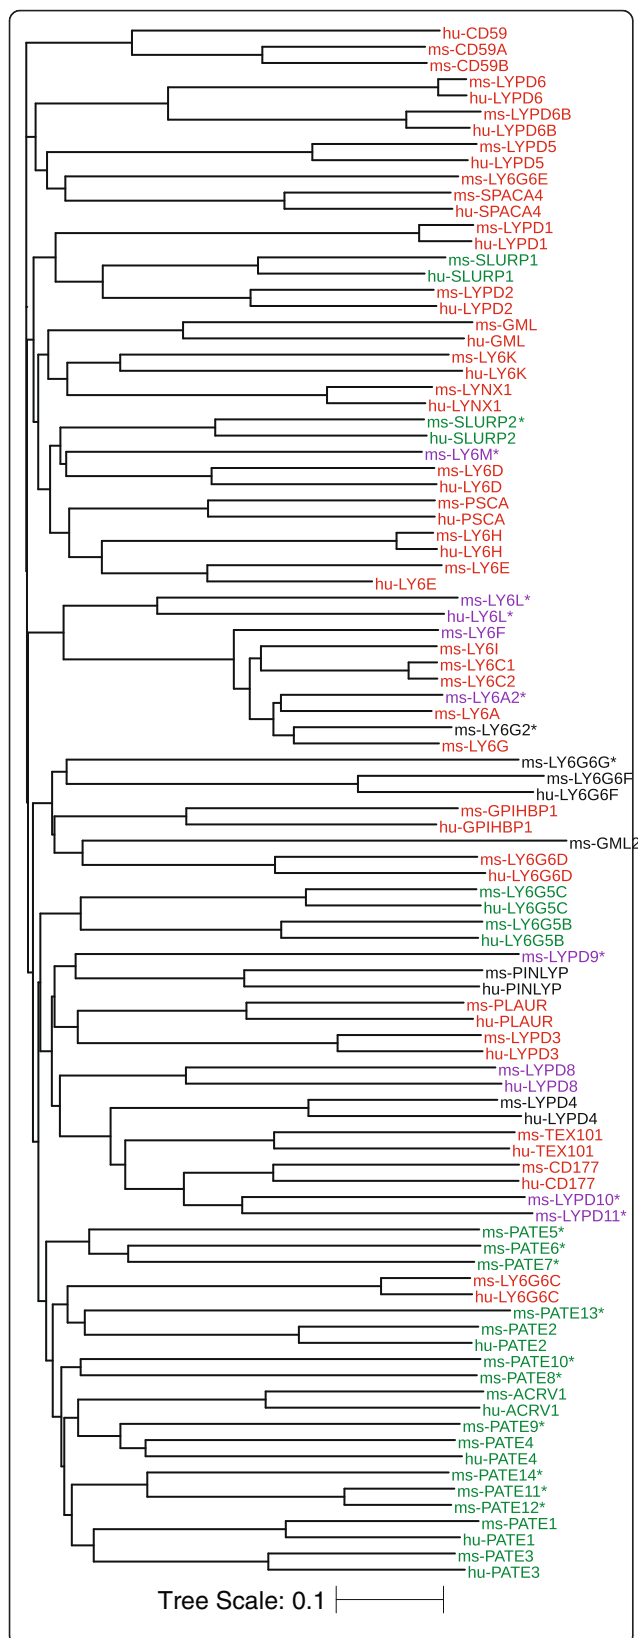 hu-CD59
ms-CD59A
ms-CD59B
ms-LYPD6
hu-LYPD6
ms-LYPD6B
hu-LYPD6B
ms-LYPD5
hu-LYPD5
ms-LY6G6E
ms-SPACA4
hu-SPACA4
ms-LYPD1
hu-LYPD1
ms-SLURP1
hu-SLURP1
ms-LYPD2
hu-LYPD2
ms-GML
hu-GML
ms-LY6K
hu-LY6K
ms-LYNX1
hu-LYNX1
ms-SLURP2*
hu-SLURP2
ms-LY6M*
ms-LY6D
hu-LY6D
ms-PSCA
hu-PSCA
ms-LY6H
hu-LY6H
ms-LY6E
hu-LY6E
ms-LY6L*
hu-LY6L*
ms-LY6F
ms-LY6I
ms-LY6C1
ms-LY6C2
ms-LY6A2*
ms-LY6A
ms-LY6G2*
ms-LY6G
ms-LY6G6G*
ms-LY6G6F
hu-LY6G6F
ms-GPIHBP1
hu-GPIHBP1
ms-GML2
ms-LY6G6D
hu-LY6G6D
ms-LY6G5C
hu-LY6G5C
ms-LY6G5B
hu-LY6G5B
ms-LYPD9*
ms-PINLYP
hu-PINLYP
ms-PLAUR
hu-PLAUR
ms-LYPD3
hu-LYPD3
ms-LYPD8
hu-LYPD8
ms-LYPD4
hu-LYPD4
ms-TEX101
hu-TEX101
ms-CD177
hu-CD177
ms-LYPD10*
ms-LYPD11*
ms-PATE5*
ms-PATE6*
ms-PATE7*
ms-LY6G6C
hu-LY6G6C
ms-PATE13*
ms-PATE2
hu-PATE2
ms-PATE10*
ms-PATE8*
ms-ACRV1
hu-ACRV1
ms-PATE9*
ms-PATE4
hu-PATE4
ms-PATE14*
ms-PATE11*
ms-PATE12*
ms-PATE1
hu-PATE1
ms-PATE3
hu-PATE3
Tree Scale: 0.1